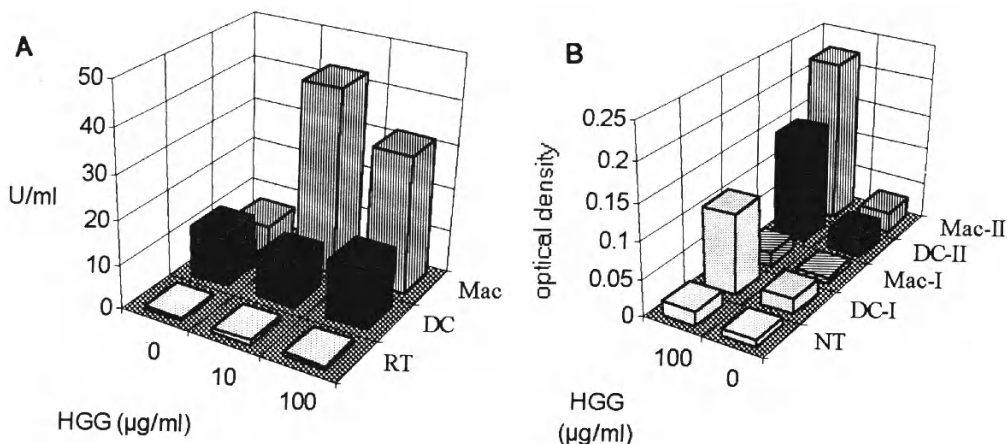 A
50
40
30
20
10
0
U/ml
0
10
100
HGG (µg/ml)
RT
DC
Mac
B
0.25
0.2
0.15
0.1
0.05
0
optical density
100
0
HGG
(µg/ml)
NT
DC-I
Mac-I
DC-II
Mac-II